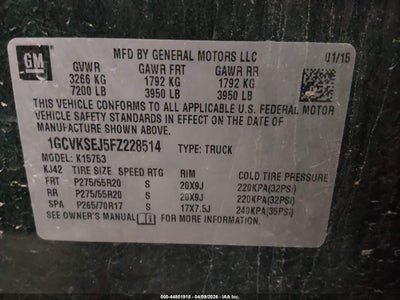 GM
MFD BY GENERAL MOTORS LLC 01/15
GVWR GAWR FRT GAWR RR
3266 KG 1792 KG 1792 KG
7200 LB 3950 LB 3950 LB
THIS VEHICLE CONFORMS TO ALL APPLICABLE U.S. FEDERAL MOTOR
VEHICLE SAFETY STANDARDS IN EFFECT ON THE DATE OF
MANUFACTURE SHOWN ABOVE.
1GCVKSEJ5FZ228514 TYPE: TRUCK
MODEL: K15753
KJ42 TIRE SIZE SPEED RTG RIM COLD TIRE PRESSURE
FRT P275/55R20 S 20X9J 220KPA(32PSI)
RR P275/55R20 S 20X9J 220KPA(32PSI)
SPA P265/70R17 S 17X7.5J 240KPA(35PSI)
SEE OWNER'S MANUAL FOR MORE INFORMATION.
000-44801918 - 04/09/2026 - IAA Inc.